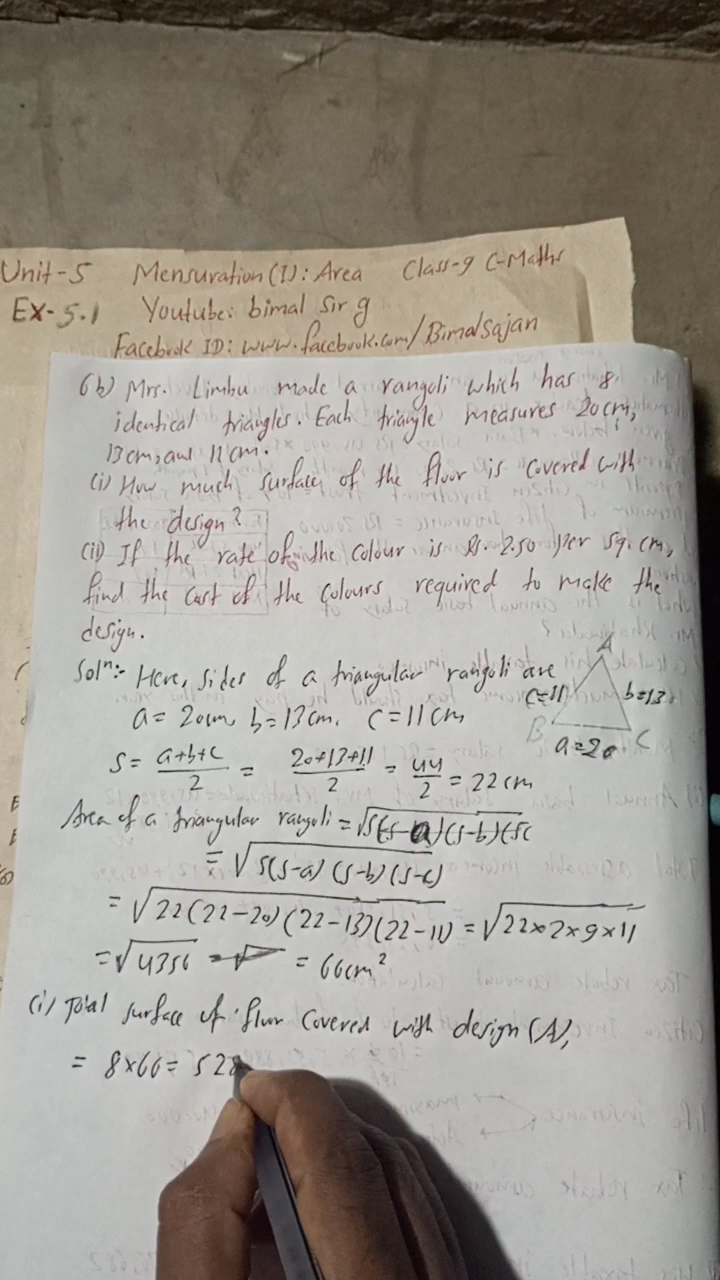 Unit-5 Mensuration (I): Area Class-9 C-Maths
Ex-5.1 Youtube: bimal Sir g
Facebook ID: www.facebook.com/BimalSajan
6b) Mrs. Limbu made a rangoli which has 8
identical triangles. Each triangle measures 20cm,
13cm, and 11cm.
(i) How much surface of the floor is covered with
the design?
(ii) If the rate of the colour is Rs. 2.50 per sq. cm,
find the cost of the colours required to make the
design.
Solⁿ:- Here, sides of a triangular rangoli are
a = 20cm, b = 13cm, c = 11cm
A
c=11
b=13
B
C
a=20
S = a+b+c/2 = 20+13+11/2 = 44/2 = 22cm
Area of a triangular rangoli = √S(s-a)(s-b)(sc
= √S(s-a)(s-b)(s-c)
= √22(22-20)(22-13)(22-11) = √22×2×9×11
= √4356 = 66cm²
(i) Total surface of floor covered with design (A),
= 8×66 = 528